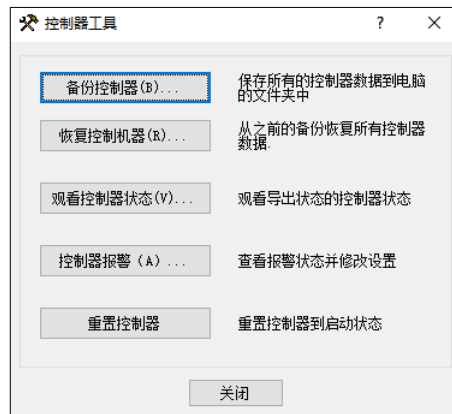 控制器工具
? ×
备份控制器(B)...
保存所有的控制器数据到电脑
的文件夹中
恢复控制机器(R)...
从之前的备份恢复所有控制器
数据.
观看控制器状态(V)...
观看导出状态的控制器状态
控制器报警 (A) ...
查看报警状态并修改设置
重置控制器
重置控制器到启动状态
关闭